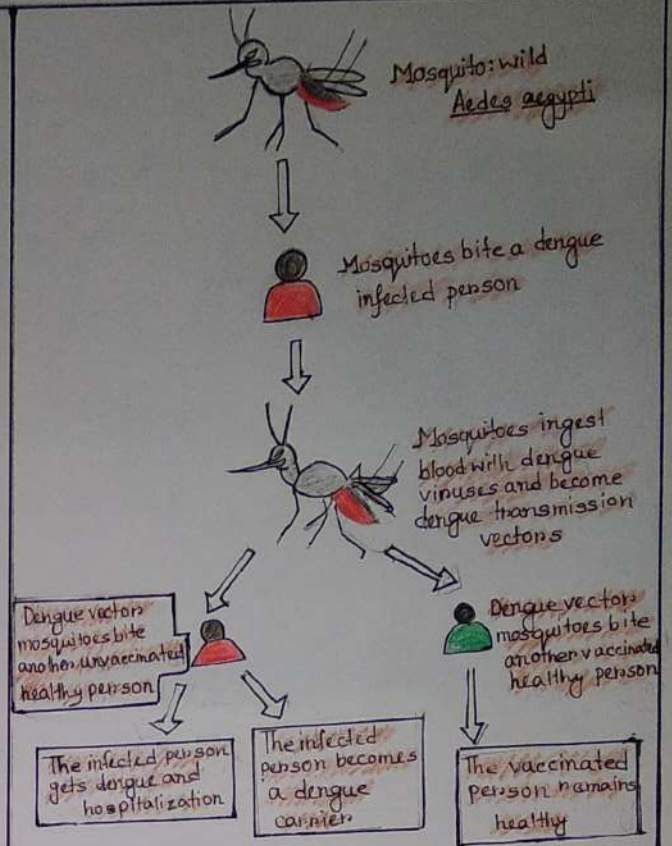 Mosquito: wild
Aedes aegypti
Mosquitoes bite a dengue
infected person
Mosquitoes ingest
blood with dengue
viruses and become
dengue transmission
vectors
Dengue vector
mosquitoes bite
another unvaccinated
healthy person
Dengue vector
mosquitoes bite
another vaccinated
healthy person
The infected person
gets dengue and
hospitalization
The infected
person becomes
a dengue
carrier
The vaccinated
person remains
healthy